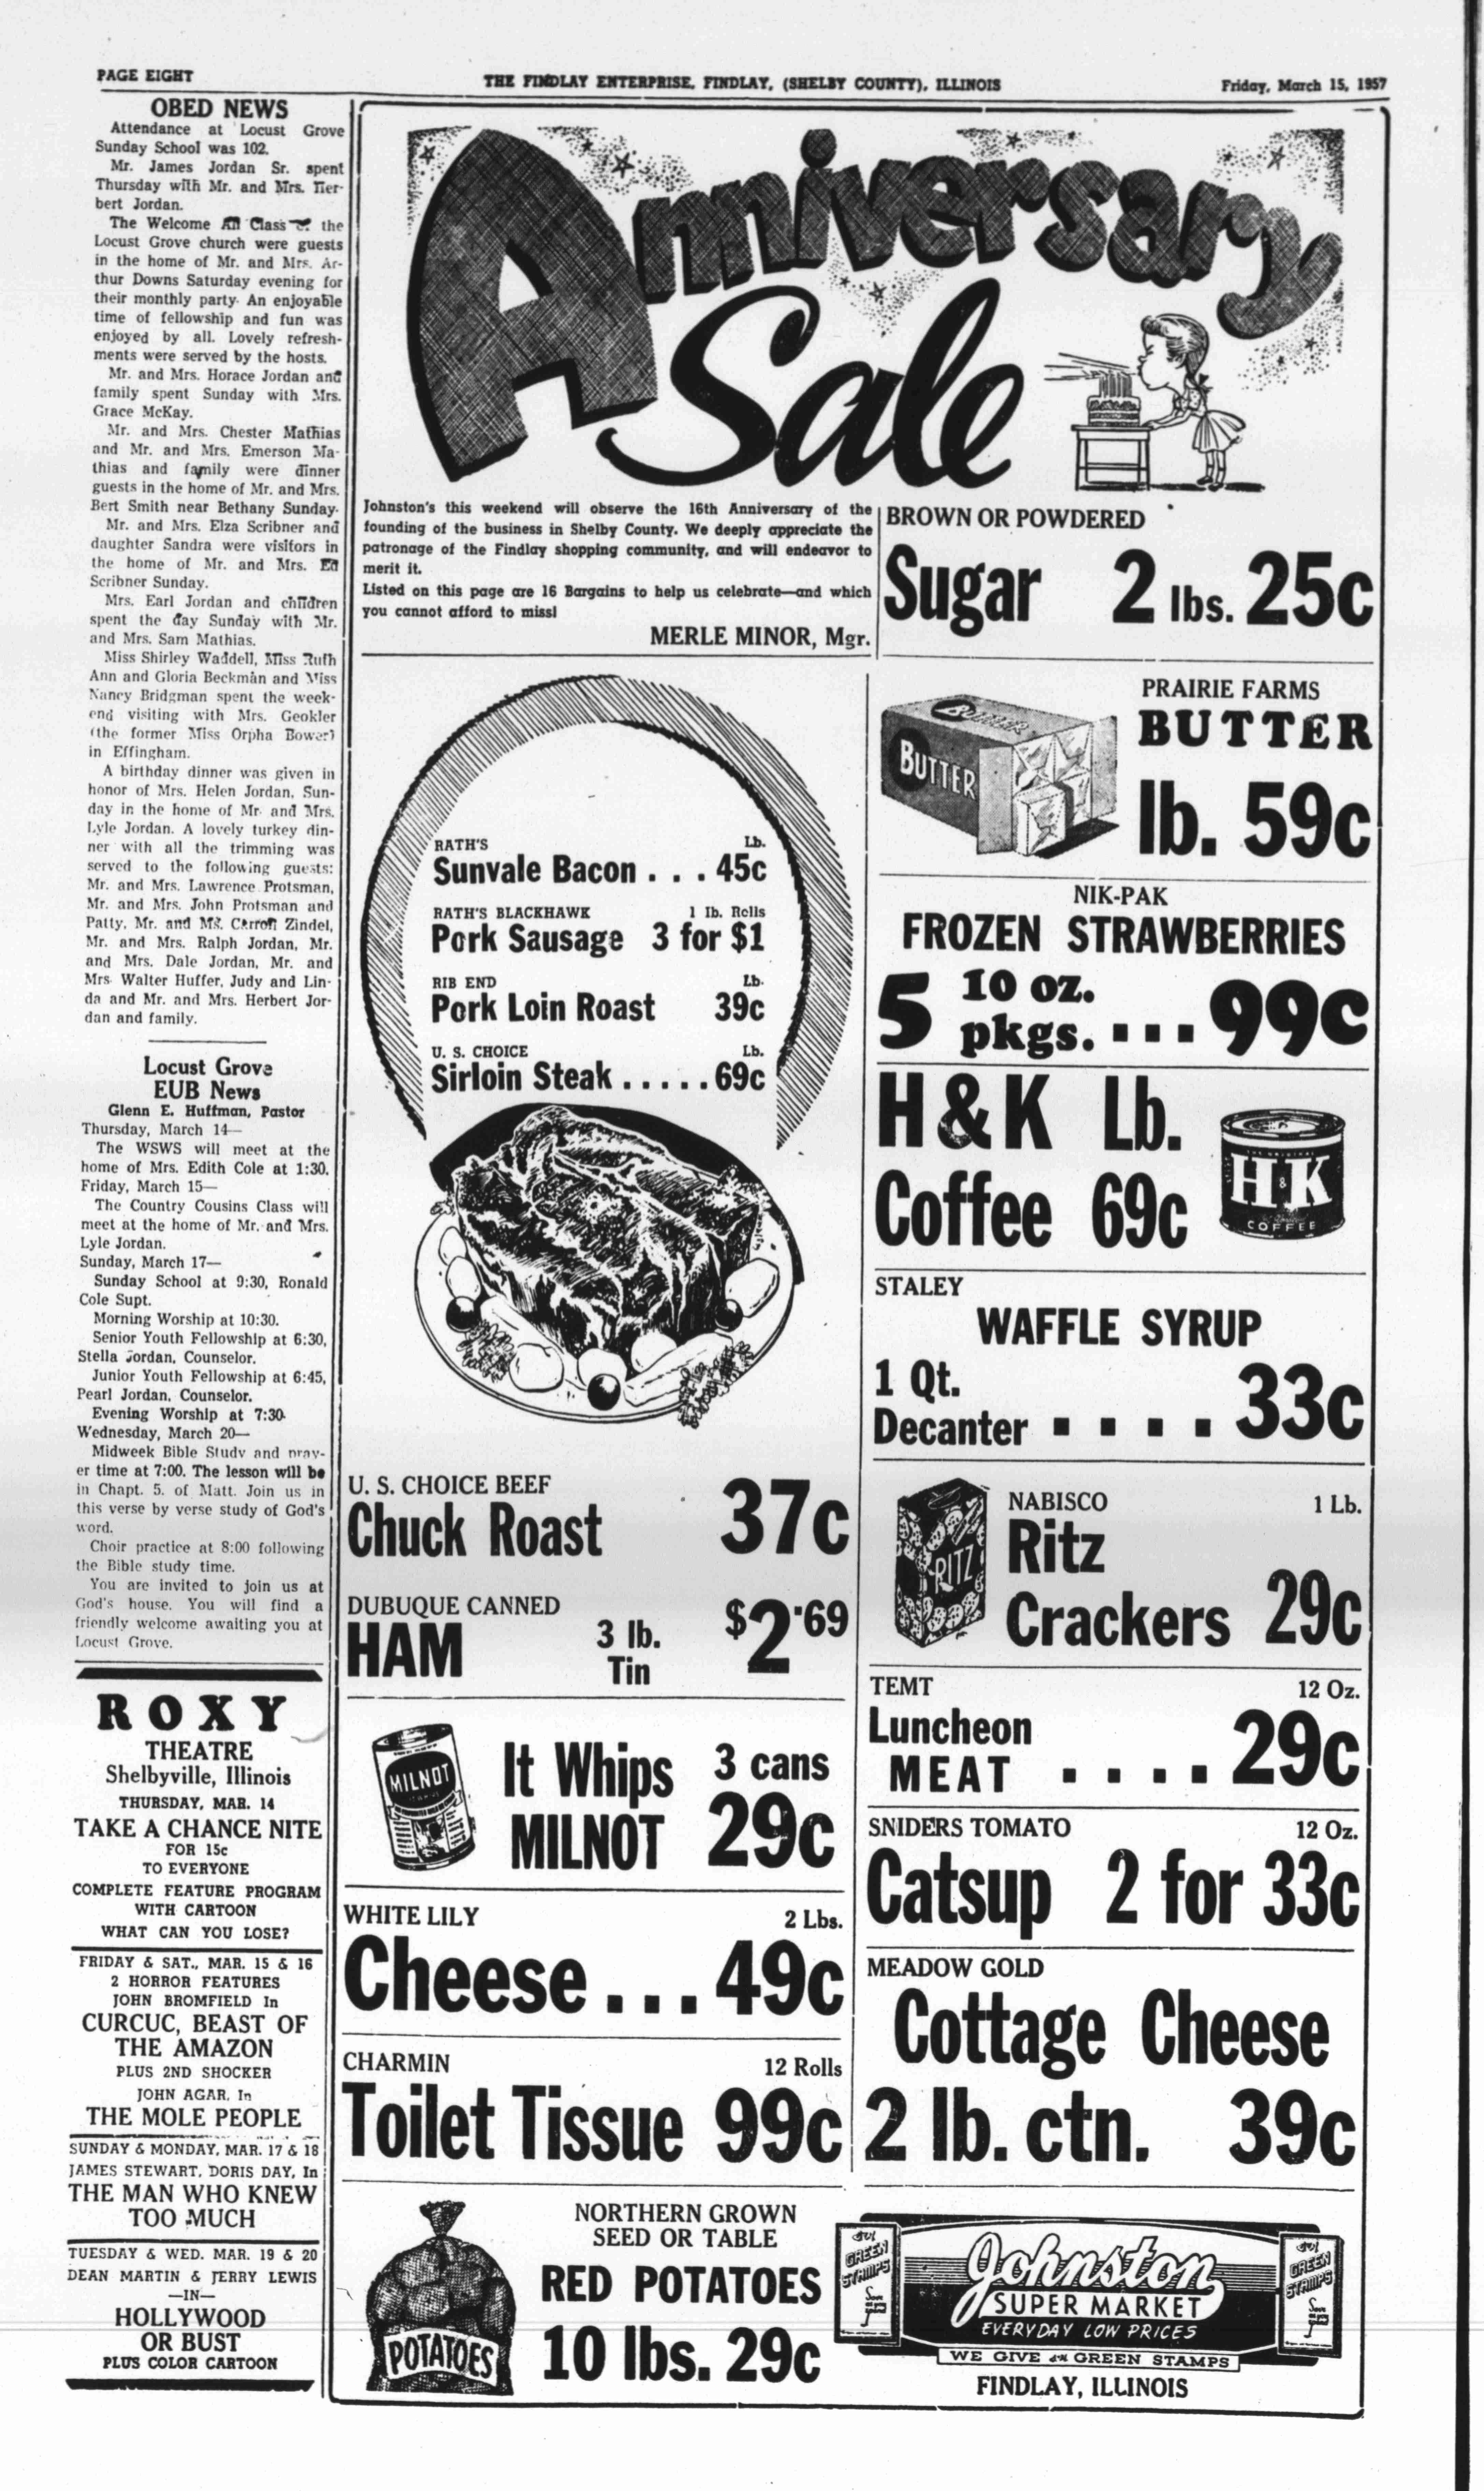 PAGE EIGHT
THE FINDLAY ENTERPRISE, FINDLAY, (SHELBY COUNTY), ILLINOIS
Friday, March 15, 1957
OBED NEWS
Attendance at Locust Grove
Sunday School was 102.
Mr. James Jordan Sr. spent
Thursday with Mr. and Mrs. Her-
bert Jordan.
The Welcome All Class of the
Locust Grove church were guests
in the home of Mr. and Mrs. Ar-
thur Downs Saturday evening for
their monthly party. An enjoyable
time of fellowship and fun was
enjoyed by all. Lovely refresh-
ments were served by the hosts.
Mr. and Mrs. Horace Jordan and
family spent Sunday with Mrs.
Grace McKay.
Mr. and Mrs. Chester Mathias
and Mr. and Mrs. Emerson Ma-
thias and family were dinner
guests in the home of Mr. and Mrs.
Bert Smith near Bethany Sunday.
Mr. and Mrs. Elza Scribner and
daughter Sandra were visitors in
the home of Mr. and Mrs. Ed
Scribner Sunday.
Mrs. Earl Jordan and children
spent the day Sunday with Mr.
and Mrs. Sam Mathias.
Miss Shirley Waddell, Miss Ruth
Ann and Gloria Beckman and Miss
Nancy Bridgman spent the week-
end visiting with Mrs. Geokler
(the former Miss Orpha Bower)
in Effingham.
A birthday dinner was given in
honor of Mrs. Helen Jordan, Sun-
day in the home of Mr. and Mrs.
Lyle Jordan. A lovely turkey din-
ner with all the trimming was
served to the following guests:
Mr. and Mrs. Lawrence Protsman,
Mr. and Mrs. John Protsman and
Patty, Mr. and Carroll Zindel,
Mr. and Mrs. Ralph Jordan, Mr.
and Mrs. Dale Jordan, Mr. and
Mrs. Walter Huffer, Judy and Lin-
da and Mr. and Mrs. Herbert Jor-
dan and family.
Locust Grove
EUB News
Glenn E. Huffman, Pastor
Thursday, March 14—
The WSWS will meet at the
home of Mrs. Edith Cole at 1:30.
Friday, March 15—
The Country Cousins Class will
meet at the home of Mr. and Mrs.
Lyle Jordan.
Sunday, March 17—
Sunday School at 9:30, Ronald
Cole Supt.
Morning Worship at 10:30.
Senior Youth Fellowship at 6:30,
Stella Jordan, Counselor.
Junior Youth Fellowship at 6:45,
Pearl Jordan, Counselor.
Evening Worship at 7:30.
Wednesday, March 20—
Midweek Bible Study and pray-
er time at 7:00. The lesson will be
in Chapt. 5. of Matt. Join us in
this verse by verse study of God's
word.
Choir practice at 8:00 following
the Bible study time.
You are invited to join us at
God's house. You will find a
friendly welcome awaiting you at
Locust Grove.
ROXY
THEATRE
Shelbyville, Illinois
THURSDAY, MAR. 14
TAKE A CHANCE NITE
FOR 15c
TO EVERYONE
COMPLETE FEATURE PROGRAM
WITH CARTOON
WHAT CAN YOU LOSE?
FRIDAY & SAT., MAR. 15 & 16
2 HORROR FEATURES
JOHN BROMFIELD In
CURCUC, BEAST OF
THE AMAZON
PLUS 2ND SHOCKER
JOHN AGAR, In
THE MOLE PEOPLE
SUNDAY & MONDAY, MAR. 17 & 18
JAMES STEWART, DORIS DAY, In
THE MAN WHO KNEW
TOO MUCH
TUESDAY & WED. MAR. 19 & 20
DEAN MARTIN & JERRY LEWIS
—IN—
HOLLYWOOD
OR BUST
PLUS COLOR CARTOON
Anniversary
Sale
Johnston's this weekend will observe the 16th Anniversary of the
founding of the business in Shelby County. We deeply appreciate the
patronage of the Findlay shopping community, and will endeavor to
merit it.
Listed on this page are 16 Bargains to help us celebrate—and which
you cannot afford to miss!
MERLE MINOR, Mgr.
BROWN OR POWDERED
Sugar 2 lbs. 25c
RATH'S Lb.
Sunvale Bacon . . . 45c
RATH'S BLACKHAWK 1 lb. Rolls
Pork Sausage 3 for $1
RIB END Lb.
Pork Loin Roast 39c
U. S. CHOICE Lb.
Sirloin Steak . . . . . 69c
BUTTER
BUTTER
PRAIRIE FARMS
BUTTER
lb. 59c
NIK-PAK
FROZEN STRAWBERRIES
5 10 oz.
pkgs. . . . 99c
H&K Lb.
Coffee 69c
THE ORIGINAL
H&K
COFFEE
STALEY
WAFFLE SYRUP
1 Qt.
Decanter . . . . 33c
U. S. CHOICE BEEF
Chuck Roast 37c
DUBUQUE CANNED
HAM 3 lb.
Tin $2.69
NABISCO 1 Lb.
RITZ
Ritz
Crackers 29c
MILNOT
It Whips 3 cans
MILNOT 29c
TEMT 12 Oz.
Luncheon
MEAT . . . . 29c
WHITE LILY 2 Lbs.
Cheese . . . 49c
SNIDERS TOMATO 12 Oz.
Catsup 2 for 33c
CHARMIN 12 Rolls
Toilet Tissue 99c
MEADOW GOLD
Cottage Cheese
2 lb. ctn. 39c
POTATOES
NORTHERN GROWN
SEED OR TABLE
RED POTATOES
10 lbs. 29c
GREEN
STAMPS
Johnston
SUPER MARKET
EVERYDAY LOW PRICES
WE GIVE S&H GREEN STAMPS
GREEN
STAMPS
FINDLAY, ILLINOIS